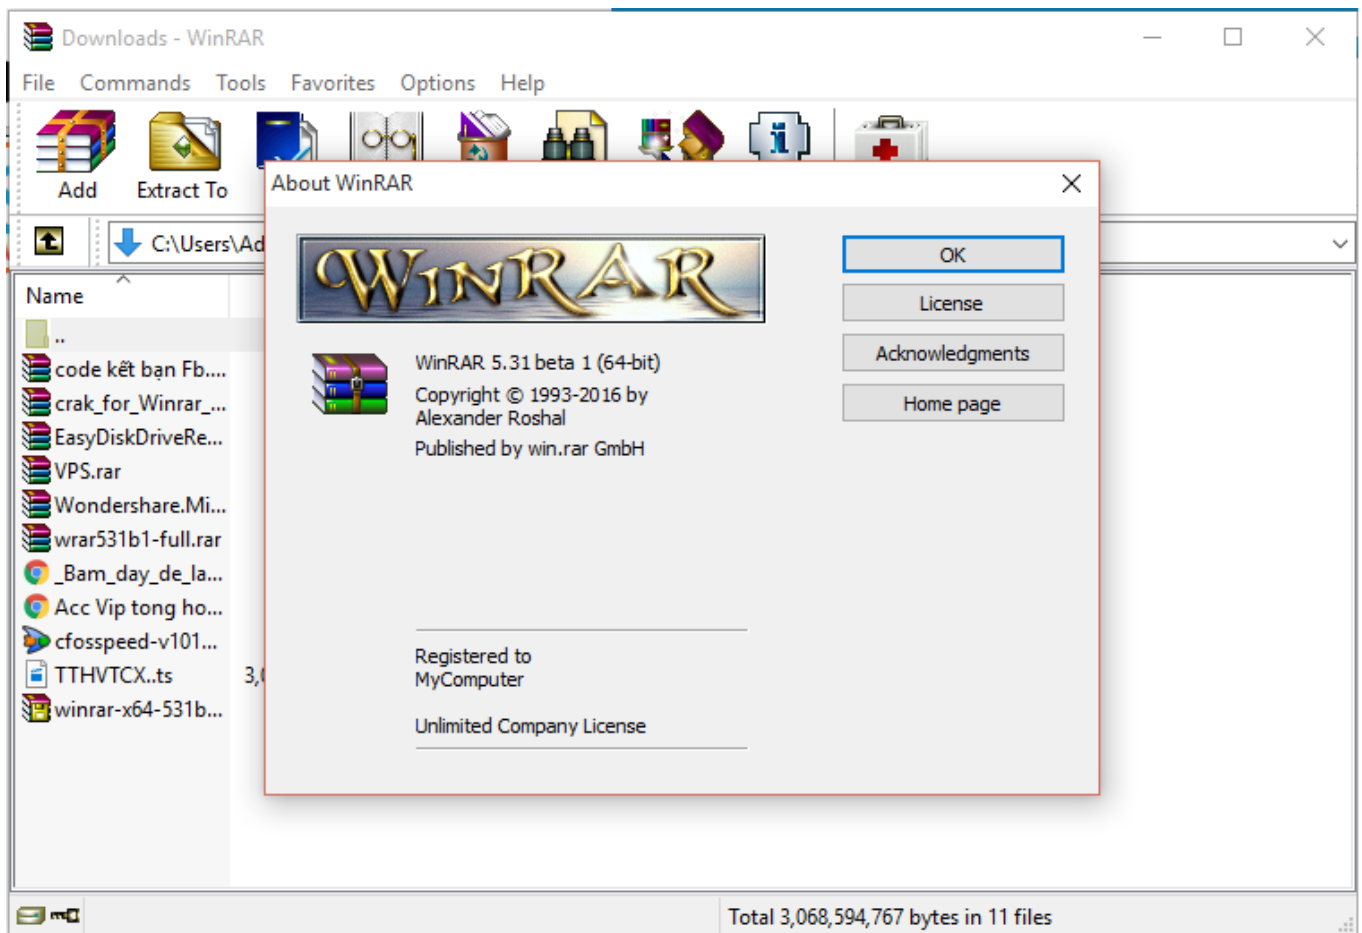 Downloads - WinRAR
File Commands Tools Favorites Options Help
Add Extract To
About WinRAR
C:\Users\Ad
WINRAR
OK
License
Acknowledgments
Home page
WinRAR 5.31 beta 1 (64-bit)
Copyright © 1993-2016 by
Alexander Roshal
Published by win.rar GmbH
Registered to
MyComputer
Unlimited Company License
Name
..
code kết bạn Fb....
crak_for_Winrar_...
EasyDiskDriveRe...
VPS.rar
Wondershare.Mi...
wrar531b1-full.rar
_Bam_day_de_la...
Acc Vip tong ho...
cfosspeed-v101...
TTHVTCX..ts 3,0
winrar-x64-531b...
Total 3,068,594,767 bytes in 11 files